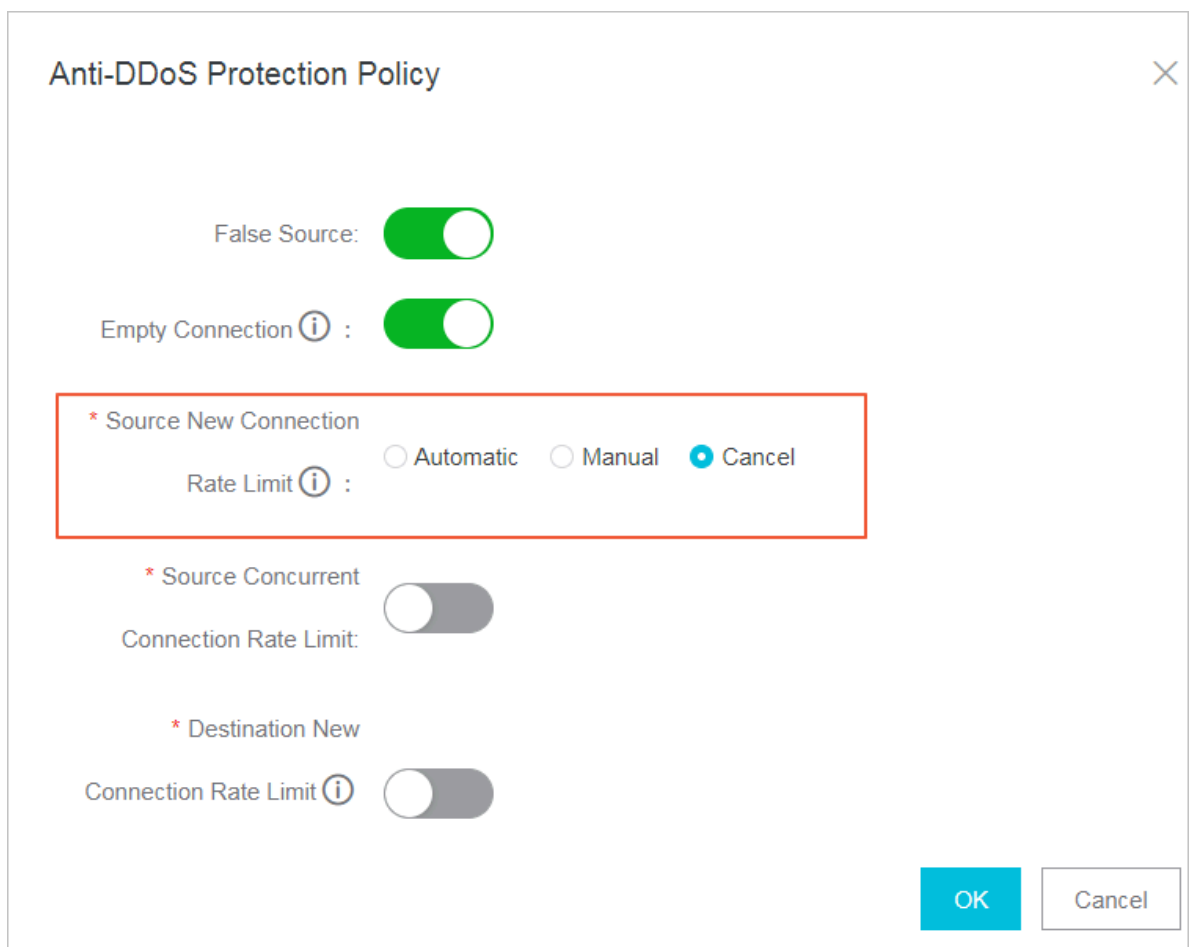 Anti-DDoS Protection Policy
False Source:
Empty Connection :
* Source New Connection
Rate Limit :
Automatic Manual Cancel
* Source Concurrent
Connection Rate Limit:
* Destination New
Connection Rate Limit
OK Cancel